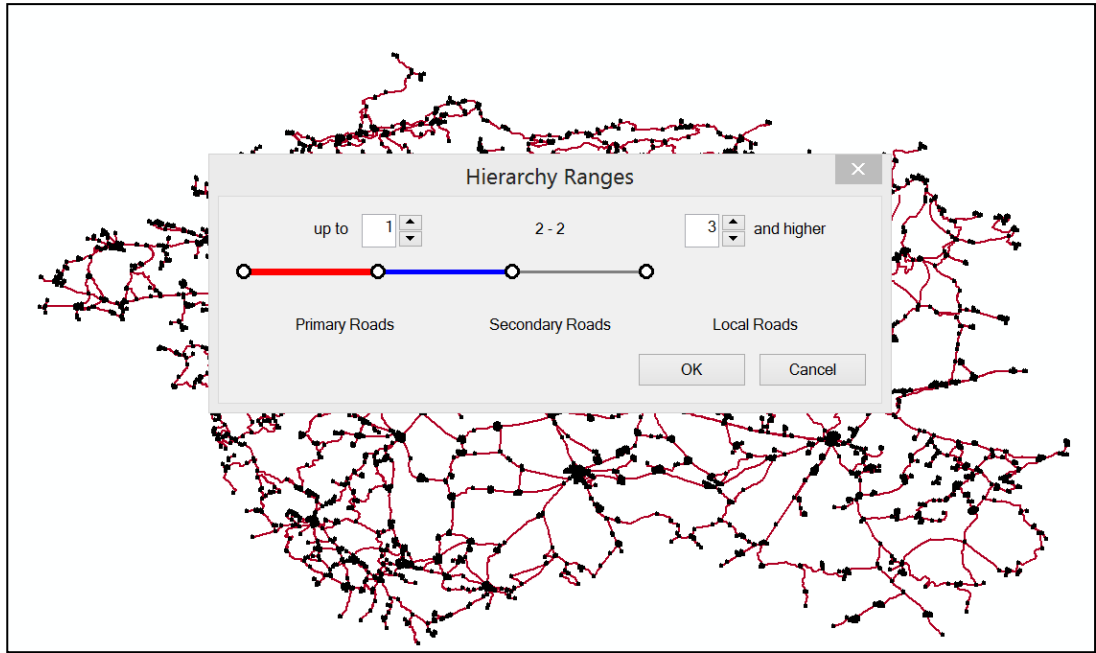 Hierarchy Ranges
up to 1 2 - 2 3 and higher
Primary Roads Secondary Roads Local Roads
OK Cancel